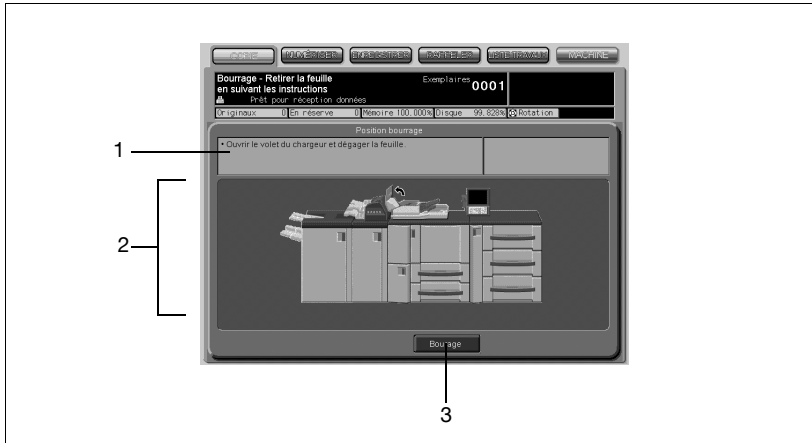 COPIE NUMÉRISER ENREGISTRER RAPPELER LISTE TRAVAUX MACHINE
Bourrage - Retirer la feuille
en suivant les instructions
Exemplaires 0001
Prêt pour réception données
Originaux 0 En réserve 0 Mémoire 100.000% Disque 99.828% Rotation
Position bourrage
1
• Ouvrir le volet du chargeur et dégager la feuille.
2
Bourrage
3